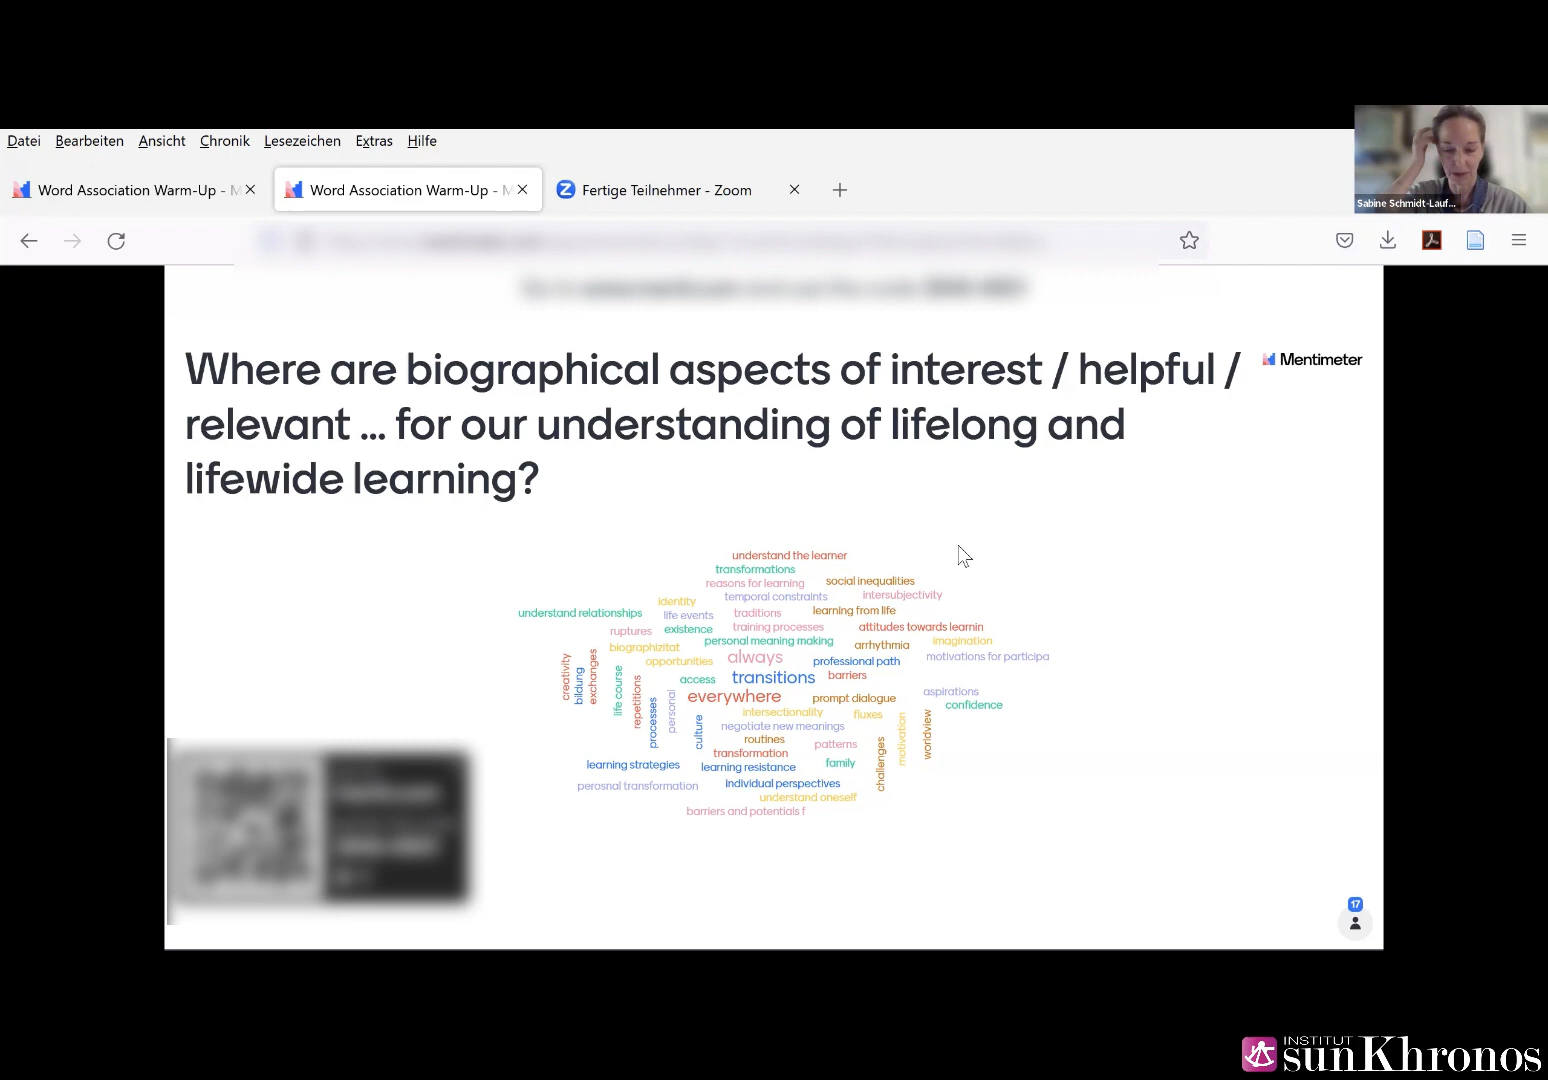 Datei Bearbeiten Ansicht Chronik Lesezeichen Extras Hilfe
Word Association Warm-Up - M
Word Association Warm-Up - M
Fertige Teilnehmer - Zoom
Sabine Schmidt-Lauf...
Where are biographical aspects of interest / helpful /
relevant ... for our understanding of lifelong and
lifewide learning?
Mentimeter
understand the learner
transformations
reasons for learning
social inequalities
temporal constraints
intersubjectivity
identity
understand relationships
life events
traditions
learning from life
ruptures
existence
training processes
attitudes towards learnin
biographizitat
personal meaning making
arrhythmia
imagination
opportunities
always
professional path
motivations for participa
creativity
bildung
exchanges
life course
repetitions
processes
personal
access
transitions
barriers
everywhere
prompt dialogue
aspirations
confidence
culture
intersectionality
fluxes
negotiate new meanings
motivation
worldview
routines
patterns
challenges
transformation
learning strategies
learning resistance
family
perosnal transformation
individual perspectives
understand oneself
barriers and potentials f
17
INSTITUT
sunKhronos